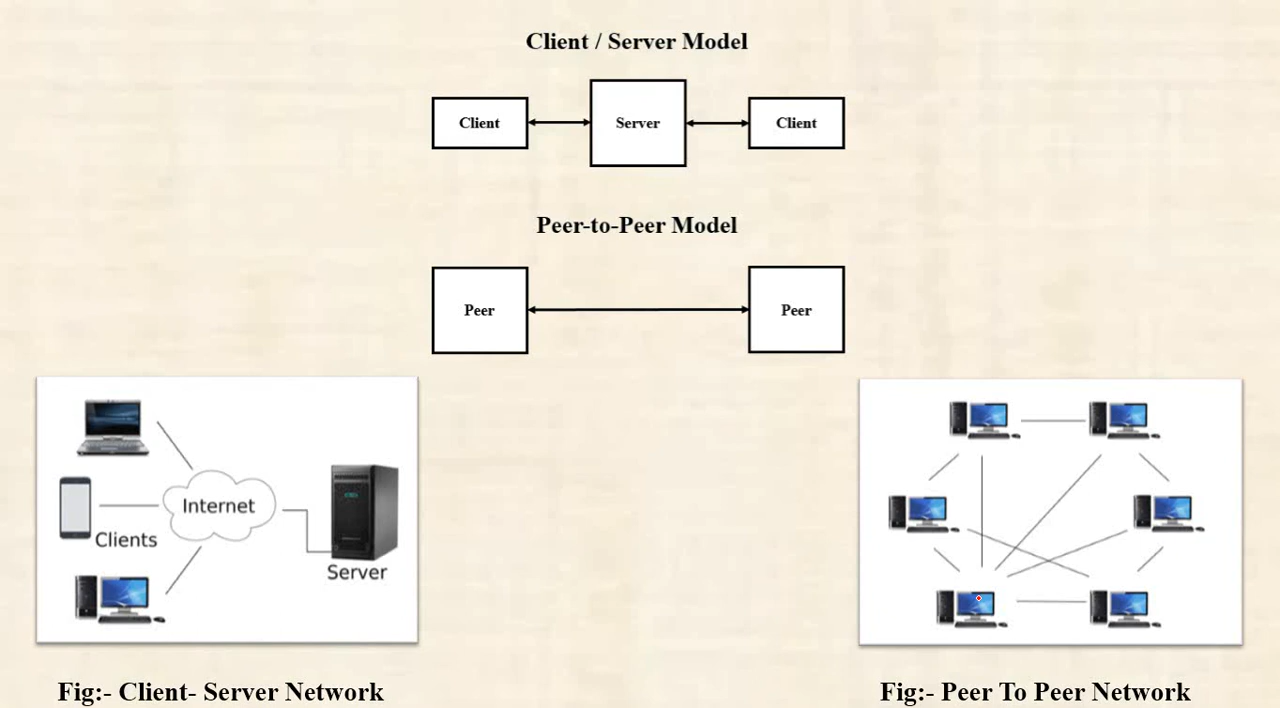 Client / Server Model
Client
Server
Client
Peer-to-Peer Model
Peer
Peer
Internet
Clients
Server
Fig:- Client- Server Network
Fig:- Peer To Peer Network